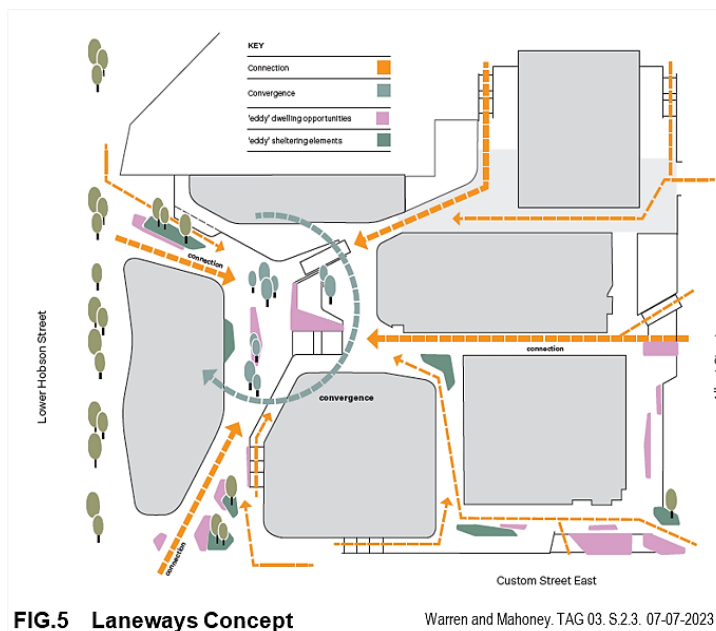 KEY
Connection
Convergence
'eddy' dwelling opportunities
'eddy' sheltering elements
connection
connection
convergence
connection
Lower Hobson Street
Custom Street East
FIG.5 Laneways Concept
Warren and Mahoney. TAG 03. S.2.3. 07-07-2023